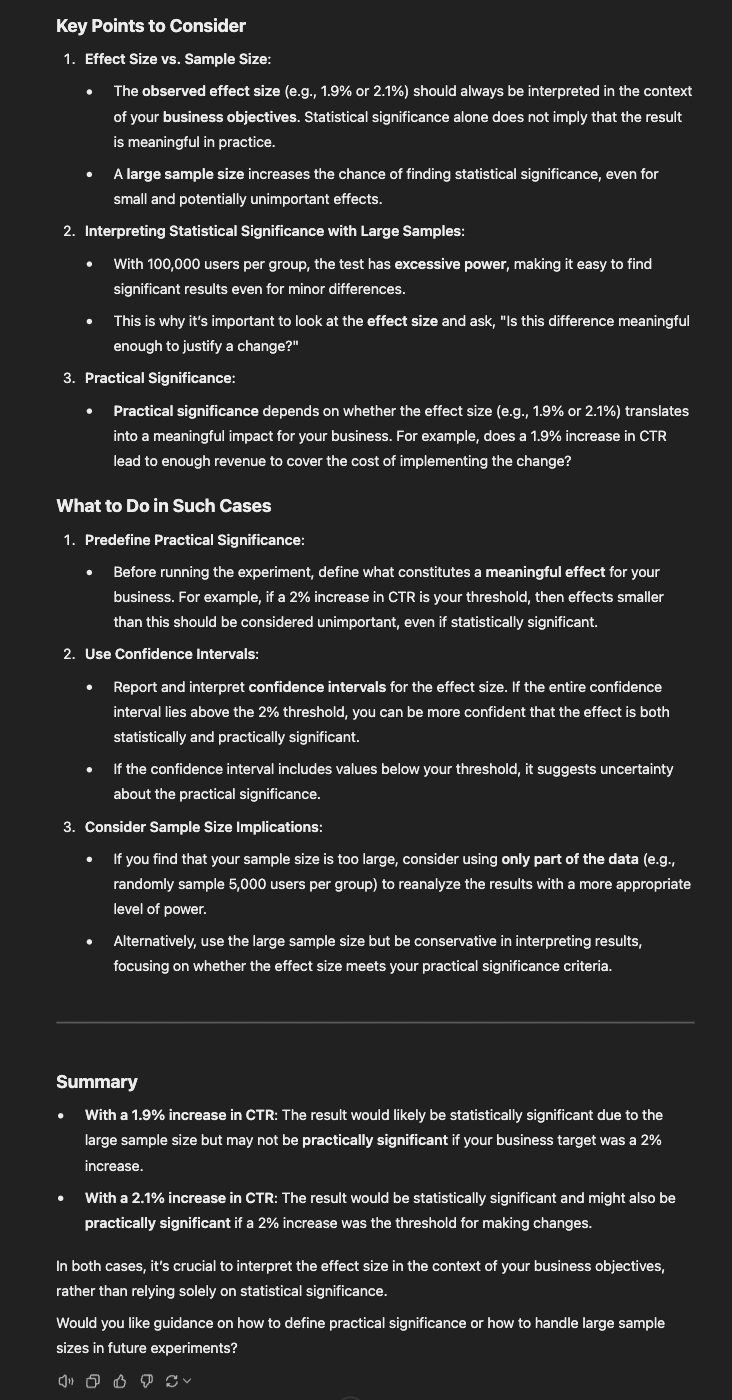 Key Points to Consider
1. Effect Size vs. Sample Size:
• The observed effect size (e.g., 1.9% or 2.1%) should always be interpreted in the context
of your business objectives. Statistical significance alone does not imply that the result
is meaningful in practice.
• A large sample size increases the chance of finding statistical significance, even for
small and potentially unimportant effects.
2. Interpreting Statistical Significance with Large Samples:
• With 100,000 users per group, the test has excessive power, making it easy to find
significant results even for minor differences.
• This is why it's important to look at the effect size and ask, "Is this difference meaningful
enough to justify a change?"
3. Practical Significance:
• Practical significance depends on whether the effect size (e.g., 1.9% or 2.1%) translates
into a meaningful impact for your business. For example, does a 1.9% increase in CTR
lead to enough revenue to cover the cost of implementing the change?
What to Do in Such Cases
1. Predefine Practical Significance:
• Before running the experiment, define what constitutes a meaningful effect for your
business. For example, if a 2% increase in CTR is your threshold, then effects smaller
than this should be considered unimportant, even if statistically significant.
2. Use Confidence Intervals:
• Report and interpret confidence intervals for the effect size. If the entire confidence
interval lies above the 2% threshold, you can be more confident that the effect is both
statistically and practically significant.
• If the confidence interval includes values below your threshold, it suggests uncertainty
about the practical significance.
3. Consider Sample Size Implications:
• If you find that your sample size is too large, consider using only part of the data (e.g.,
randomly sample 5,000 users per group) to reanalyze the results with a more appropriate
level of power.
• Alternatively, use the large sample size but be conservative in interpreting results,
focusing on whether the effect size meets your practical significance criteria.
Summary
• With a 1.9% increase in CTR: The result would likely be statistically significant due to the
large sample size but may not be practically significant if your business target was a 2%
increase.
• With a 2.1% increase in CTR: The result would be statistically significant and might also be
practically significant if a 2% increase was the threshold for making changes.
In both cases, it's crucial to interpret the effect size in the context of your business objectives,
rather than relying solely on statistical significance.
Would you like guidance on how to define practical significance or how to handle large sample
sizes in future experiments?